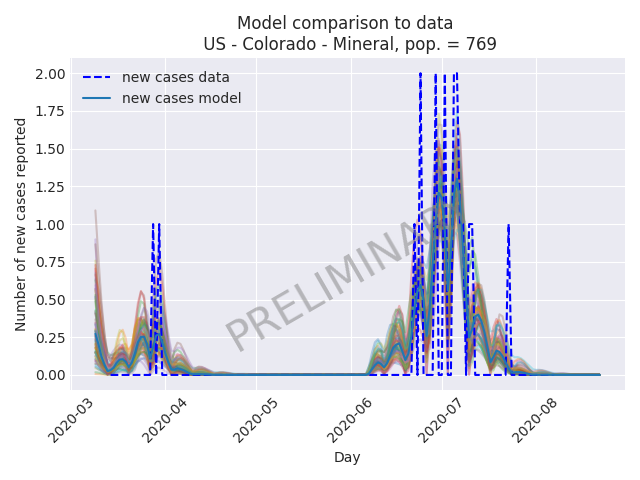 Model comparison to data
US - Colorado - Mineral, pop. = 769
new cases data
new cases model
Number of new cases reported
2.00
1.75
1.50
1.25
1.00
0.75
0.50
0.25
0.00
PRELIMINARY
2020-03
2020-04
2020-05
2020-06
2020-07
2020-08
Day